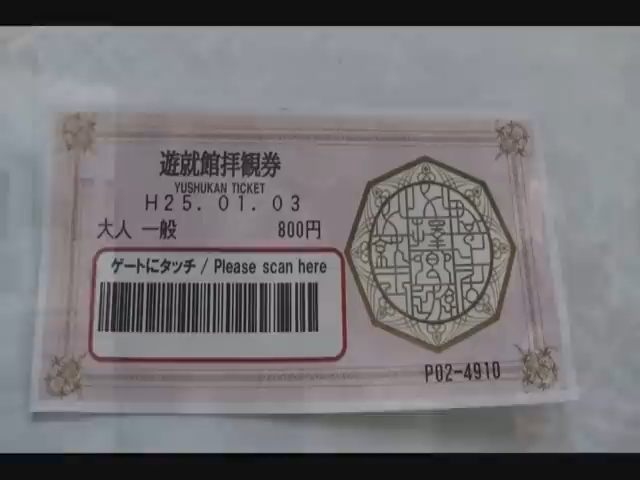 遊就館拝観券
YUSHUKAN TICKET
H25. 01. 03
大人 一般 800円
ゲートにタッチ / Please scan here
P02-4910